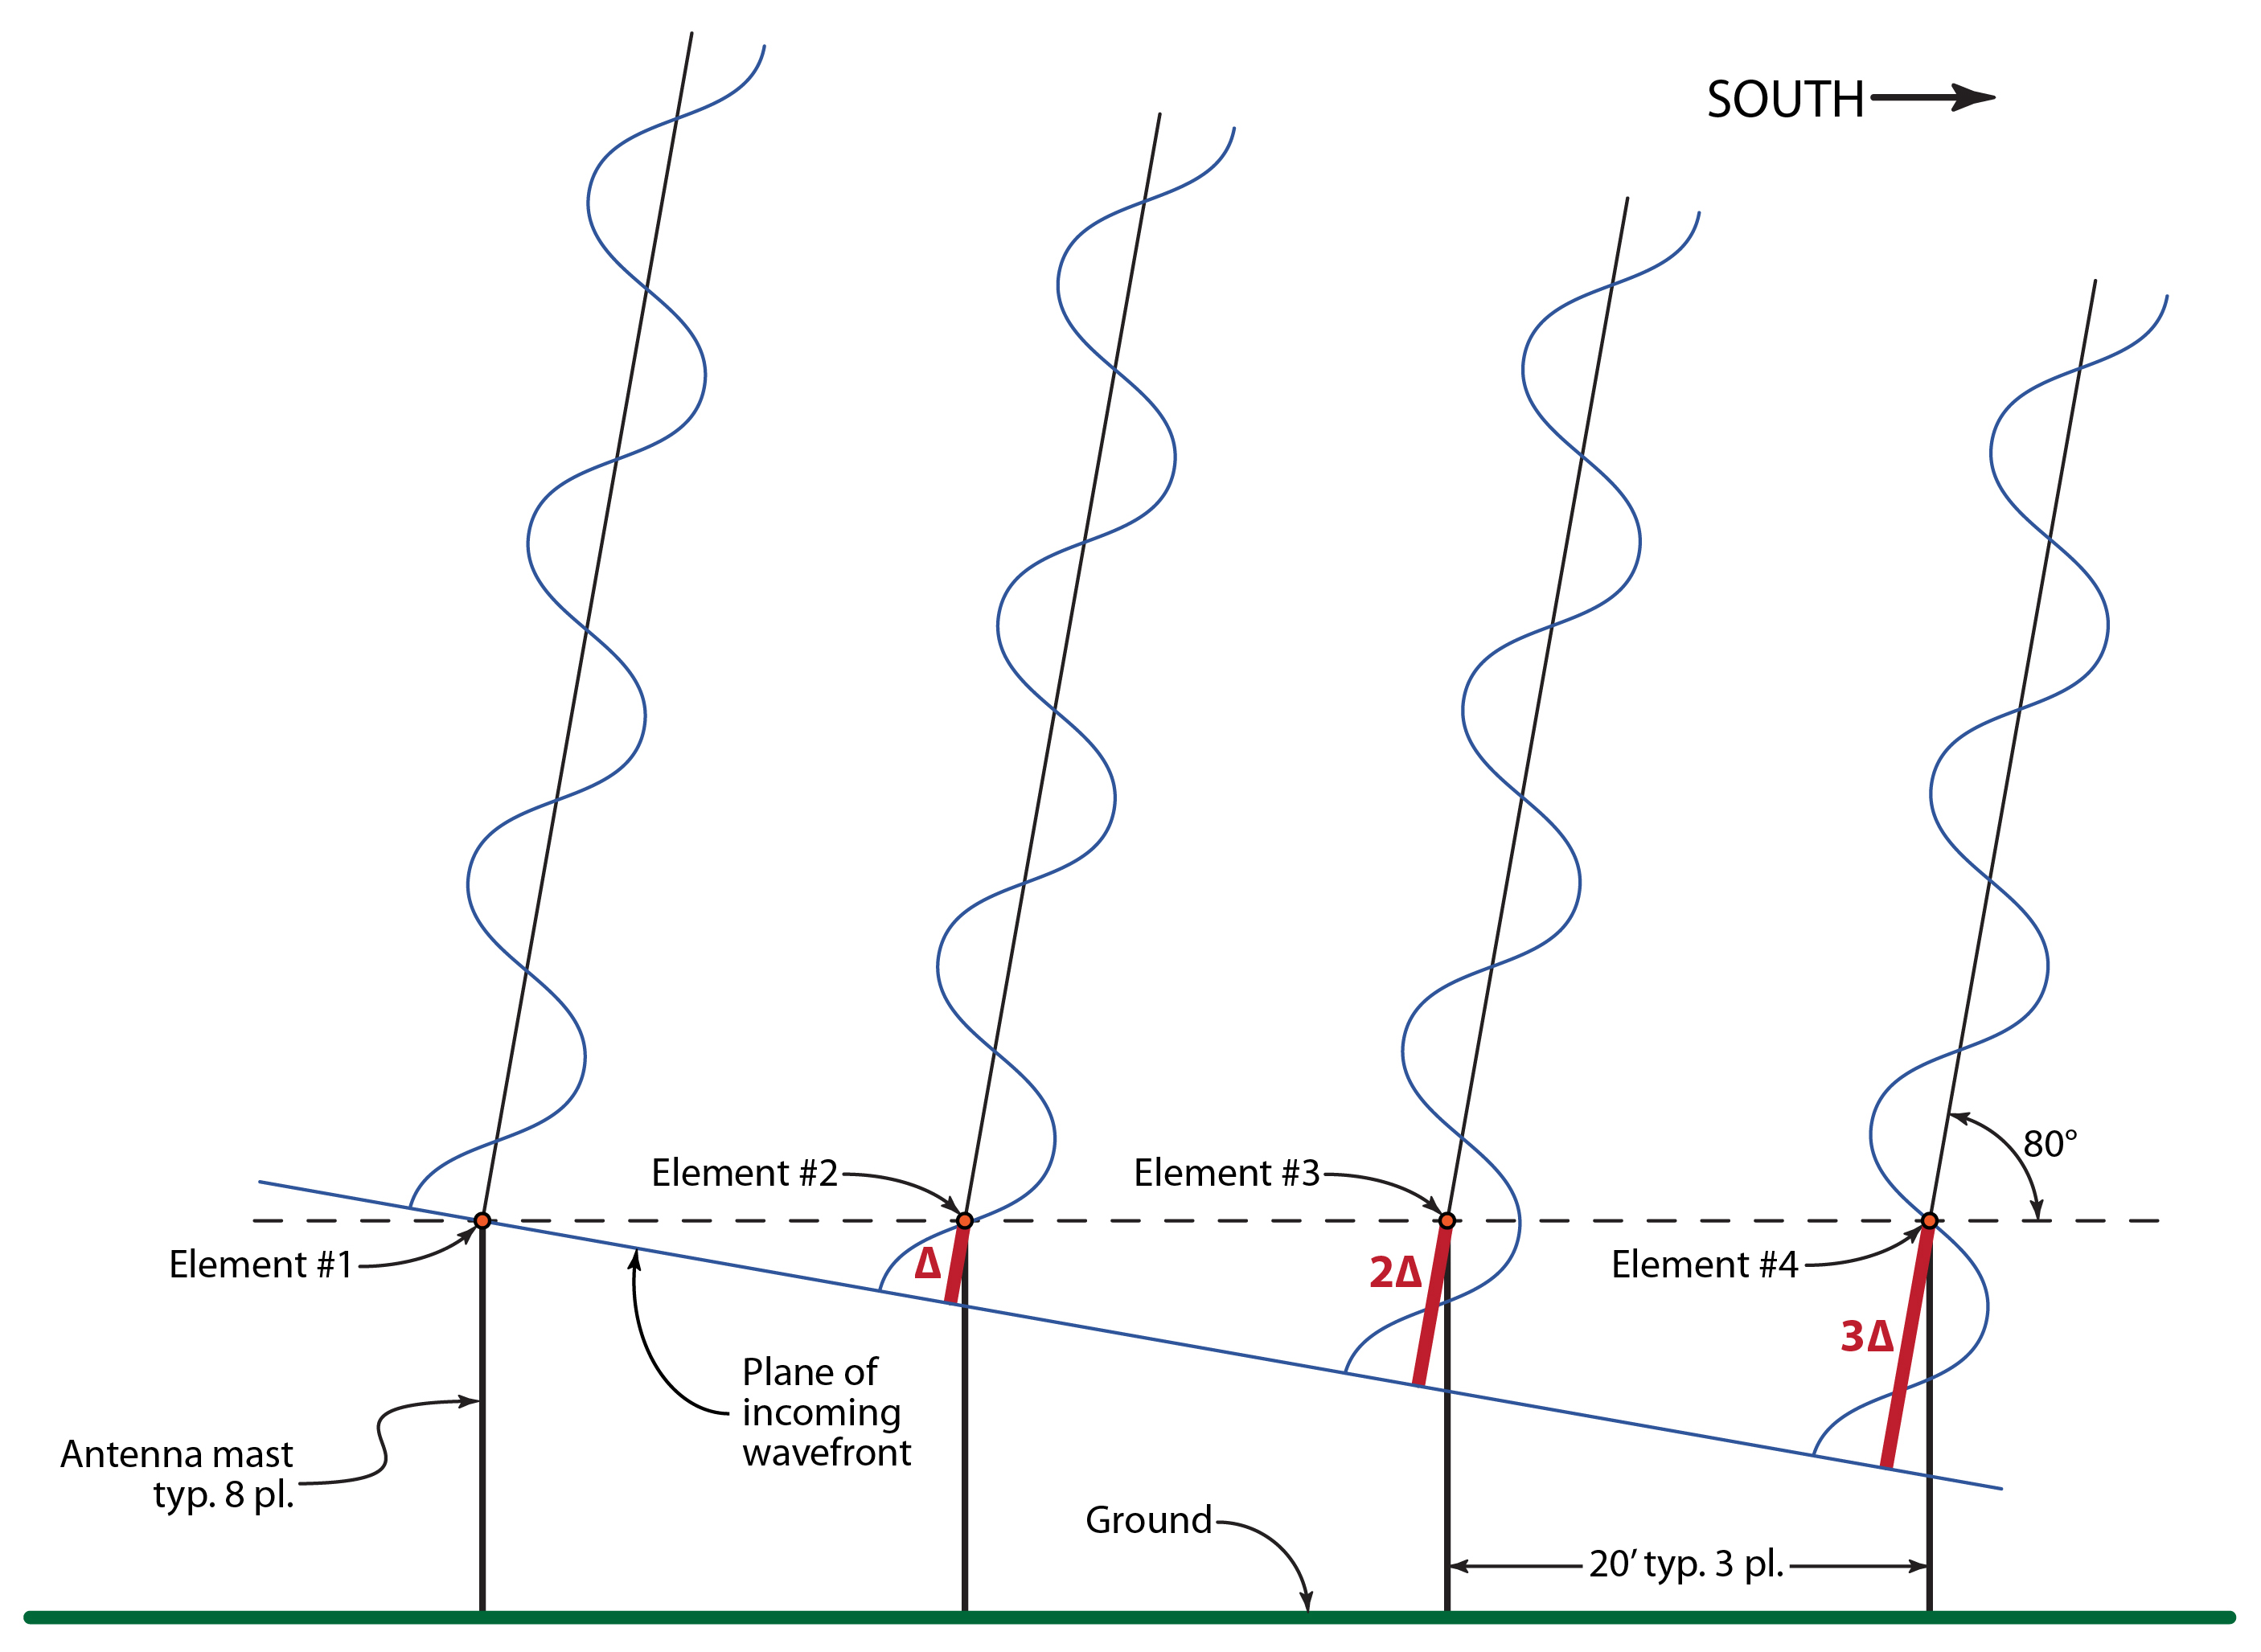 SOUTH
80°
Element #2
Element #3
Element #1
Δ
2Δ
Element #4
3Δ
Plane of
incoming
wavefront
Antenna mast
typ. 8 pl.
Ground
20′ typ. 3 pl.